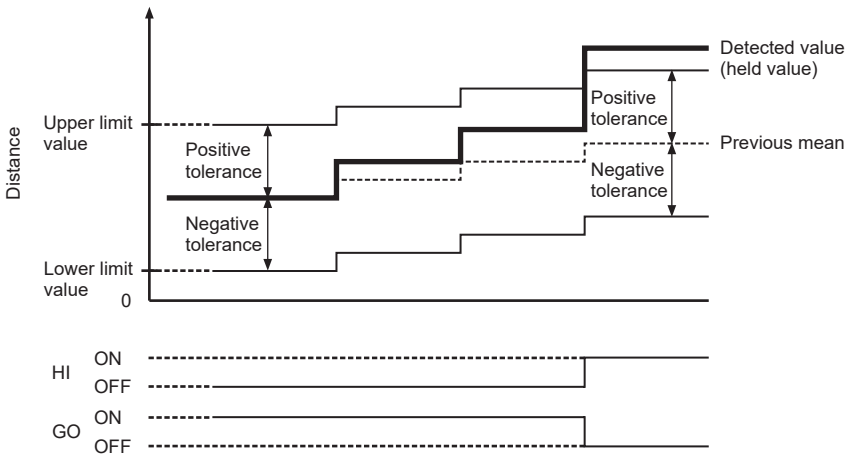 Distance
Upper limit
value
Positive
tolerance
Negative
tolerance
Lower limit
value
0
Positive
tolerance
Negative
tolerance
Detected value
(held value)
Previous mean
HI
ON
OFF
GO
ON
OFF